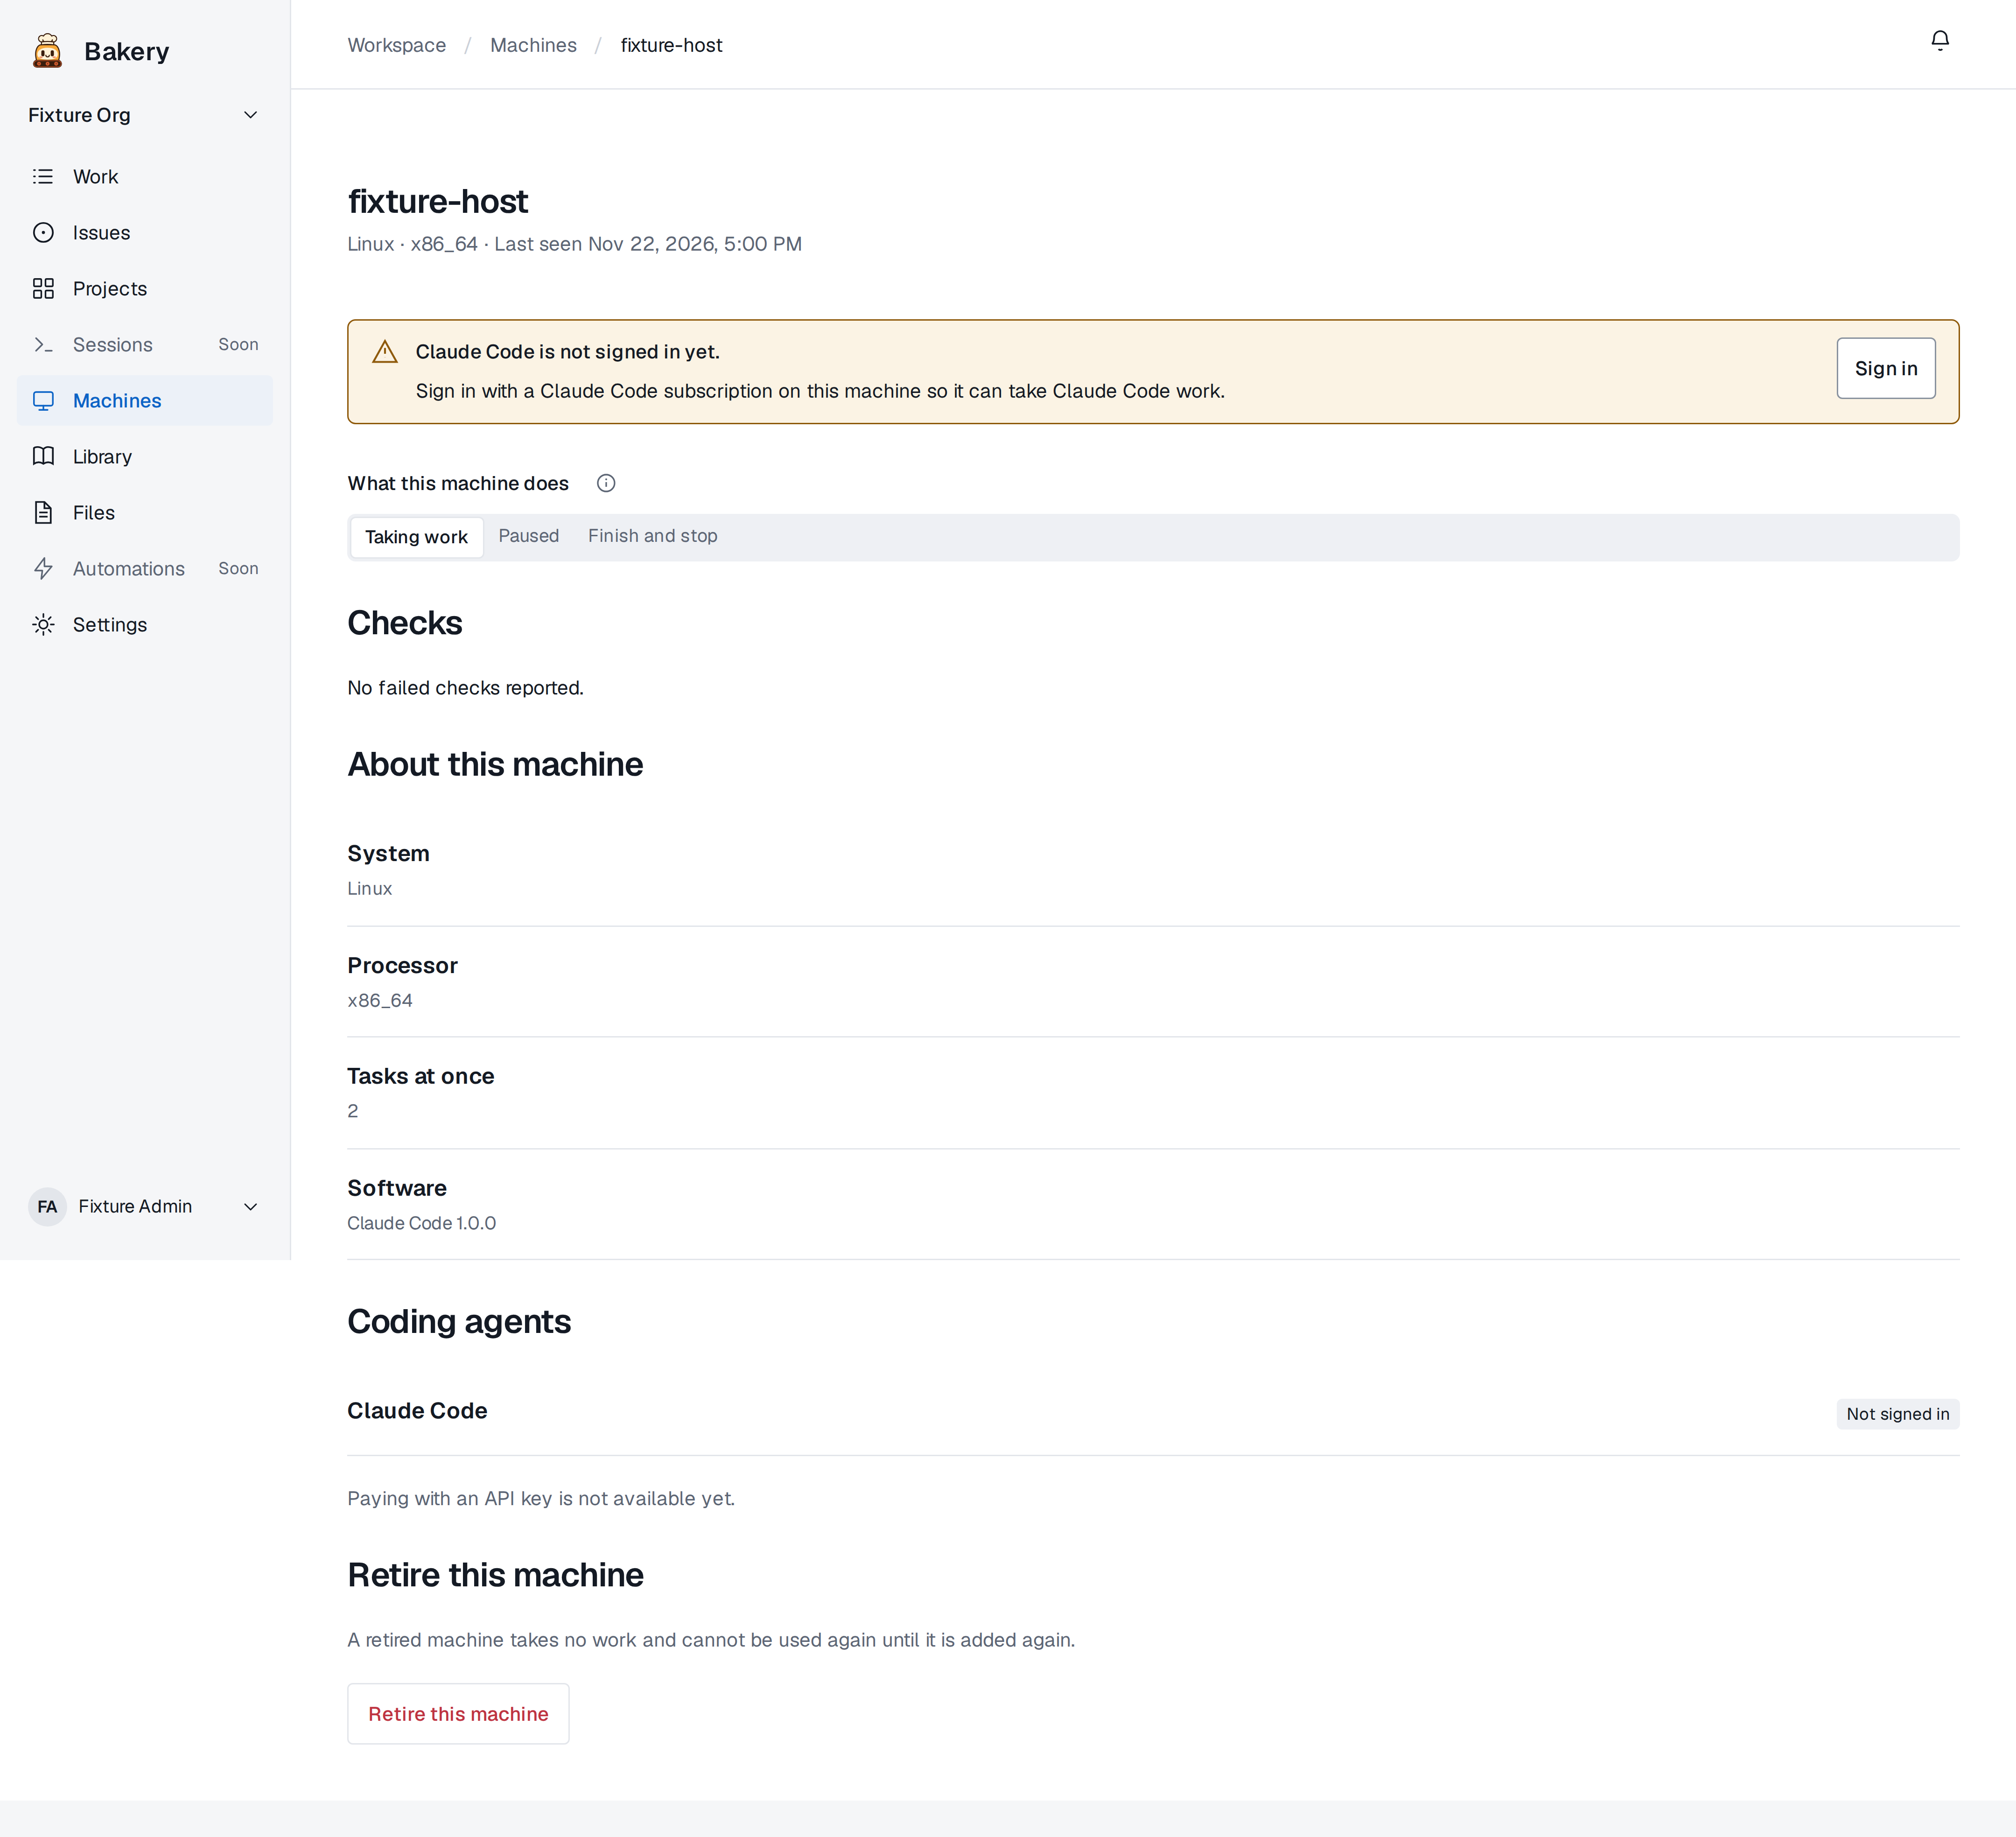 Bakery
Fixture Org
Work
Issues
Projects
Sessions Soon
Machines
Library
Files
Automations Soon
Settings
FA Fixture Admin
Workspace / Machines / fixture-host
fixture-host
Linux · x86_64 · Last seen Nov 22, 2026, 5:00 PM
Claude Code is not signed in yet.
Sign in with a Claude Code subscription on this machine so it can take Claude Code work.
Sign in
What this machine does
Taking work Paused Finish and stop
Checks
No failed checks reported.
About this machine
System
Linux
Processor
x86_64
Tasks at once
2
Software
Claude Code 1.0.0
Coding agents
Claude Code
Not signed in
Paying with an API key is not available yet.
Retire this machine
A retired machine takes no work and cannot be used again until it is added again.
Retire this machine